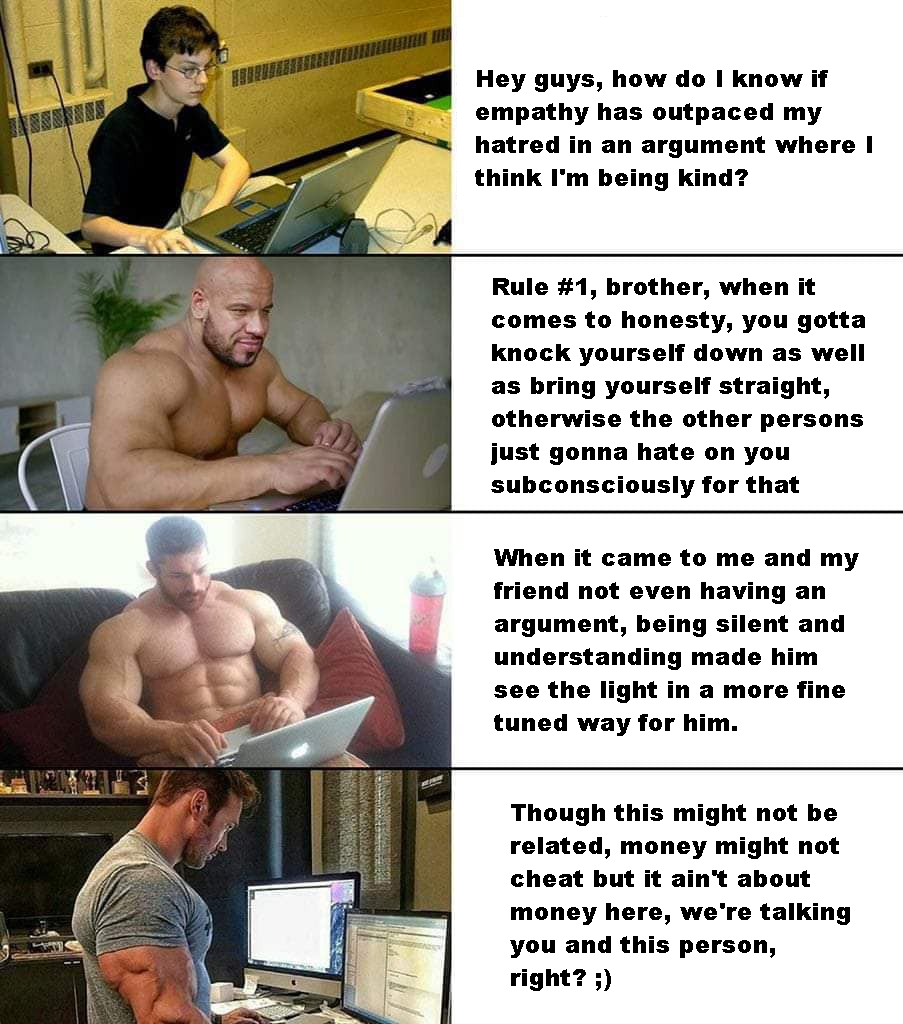 Hey guys, how do I know if
empathy has outpaced my
hatred in an argument where I
think I'm being kind?
Rule #1, brother, when it
comes to honesty, you gotta
knock yourself down as well
as bring yourself straight,
otherwise the other persons
just gonna hate on you
subconsciously for that
When it came to me and my
friend not even having an
argument, being silent and
understanding made him
see the light in a more fine
tuned way for him.
Though this might not be
related, money might not
cheat but it ain't about
money here, we're talking
you and this person,
right? ;)